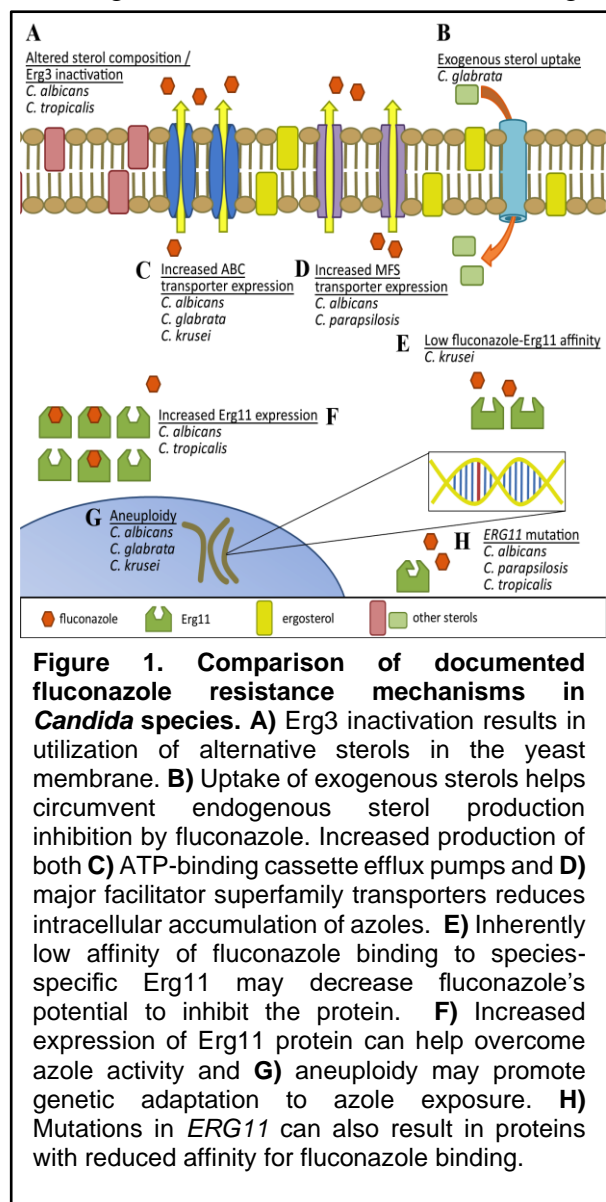 A
Altered sterol composition /
Erg3 inactivation
C. albicans
C. tropicalis
B
Exogenous sterol uptake
C. glabrata
C
Increased ABC
transporter expression
C. albicans
C. glabrata
C. krusei
D
Increased MFS
transporter expression
C. albicans
C. parapsilosis
E
Low fluconazole-Erg11 affinity
C. krusei
Increased Erg11 expression F
C. albicans
C. tropicalis
G
Aneuploidy
C. albicans
C. glabrata
C. krusei
H
ERG11 mutation
C. albicans
C. parapsilosis
C. tropicalis
fluconazole Erg11 ergosterol other sterols
Figure 1. Comparison of documented
fluconazole resistance mechanisms in
Candida species. A) Erg3 inactivation results in
utilization of alternative sterols in the yeast
membrane. B) Uptake of exogenous sterols helps
circumvent endogenous sterol production
inhibition by fluconazole. Increased production of
both C) ATP-binding cassette efflux pumps and D)
major facilitator superfamily transporters reduces
intracellular accumulation of azoles. E) Inherently
low affinity of fluconazole binding to species-
specific Erg11 may decrease fluconazole's
potential to inhibit the protein. F) Increased
expression of Erg11 protein can help overcome
azole activity and G) aneuploidy may promote
genetic adaptation to azole exposure. H)
Mutations in ERG11 can also result in proteins
with reduced affinity for fluconazole binding.